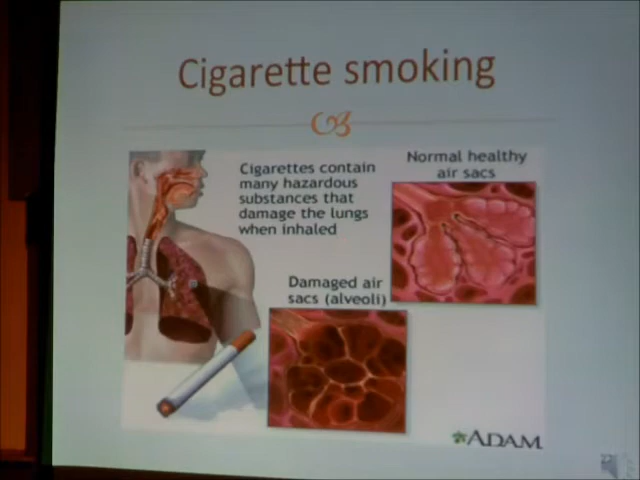 Cigarette smoking
Cigarettes contain
many hazardous
substances that
damage the lungs
when inhaled
Normal healthy
air sacs
Damaged air
sacs (alveoli)
ADAM